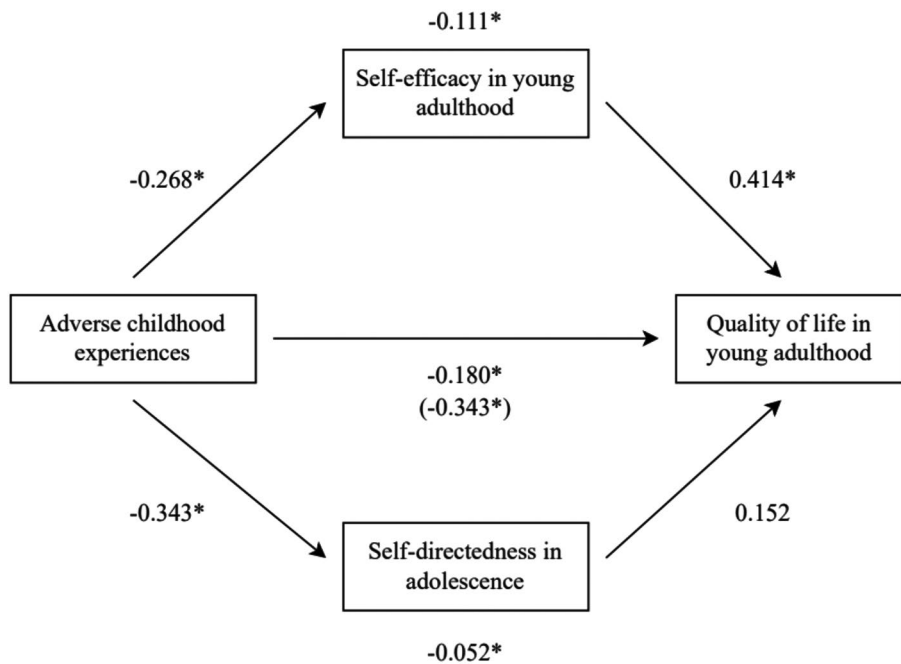 -0.111*
Self-efficacy in young
adulthood
-0.268*
0.414*
Adverse childhood
experiences
Quality of life in
young adulthood
-0.180*
(-0.343*)
-0.343*
0.152
Self-directedness in
adolescence
-0.052*